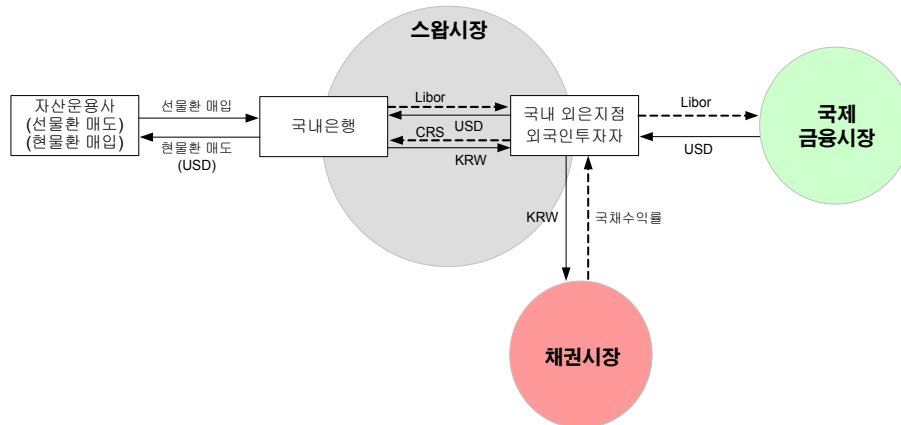 스왑시장
자산운용사
(선물환 매도)
(현물환 매입)
선물환 매입
현물환 매도
(USD)
국내은행
Libor
USD
CRS
KRW
국내 외은지점
외국인투자자
Libor
USD
국제
금융시장
KRW
국채수익률
채권시장